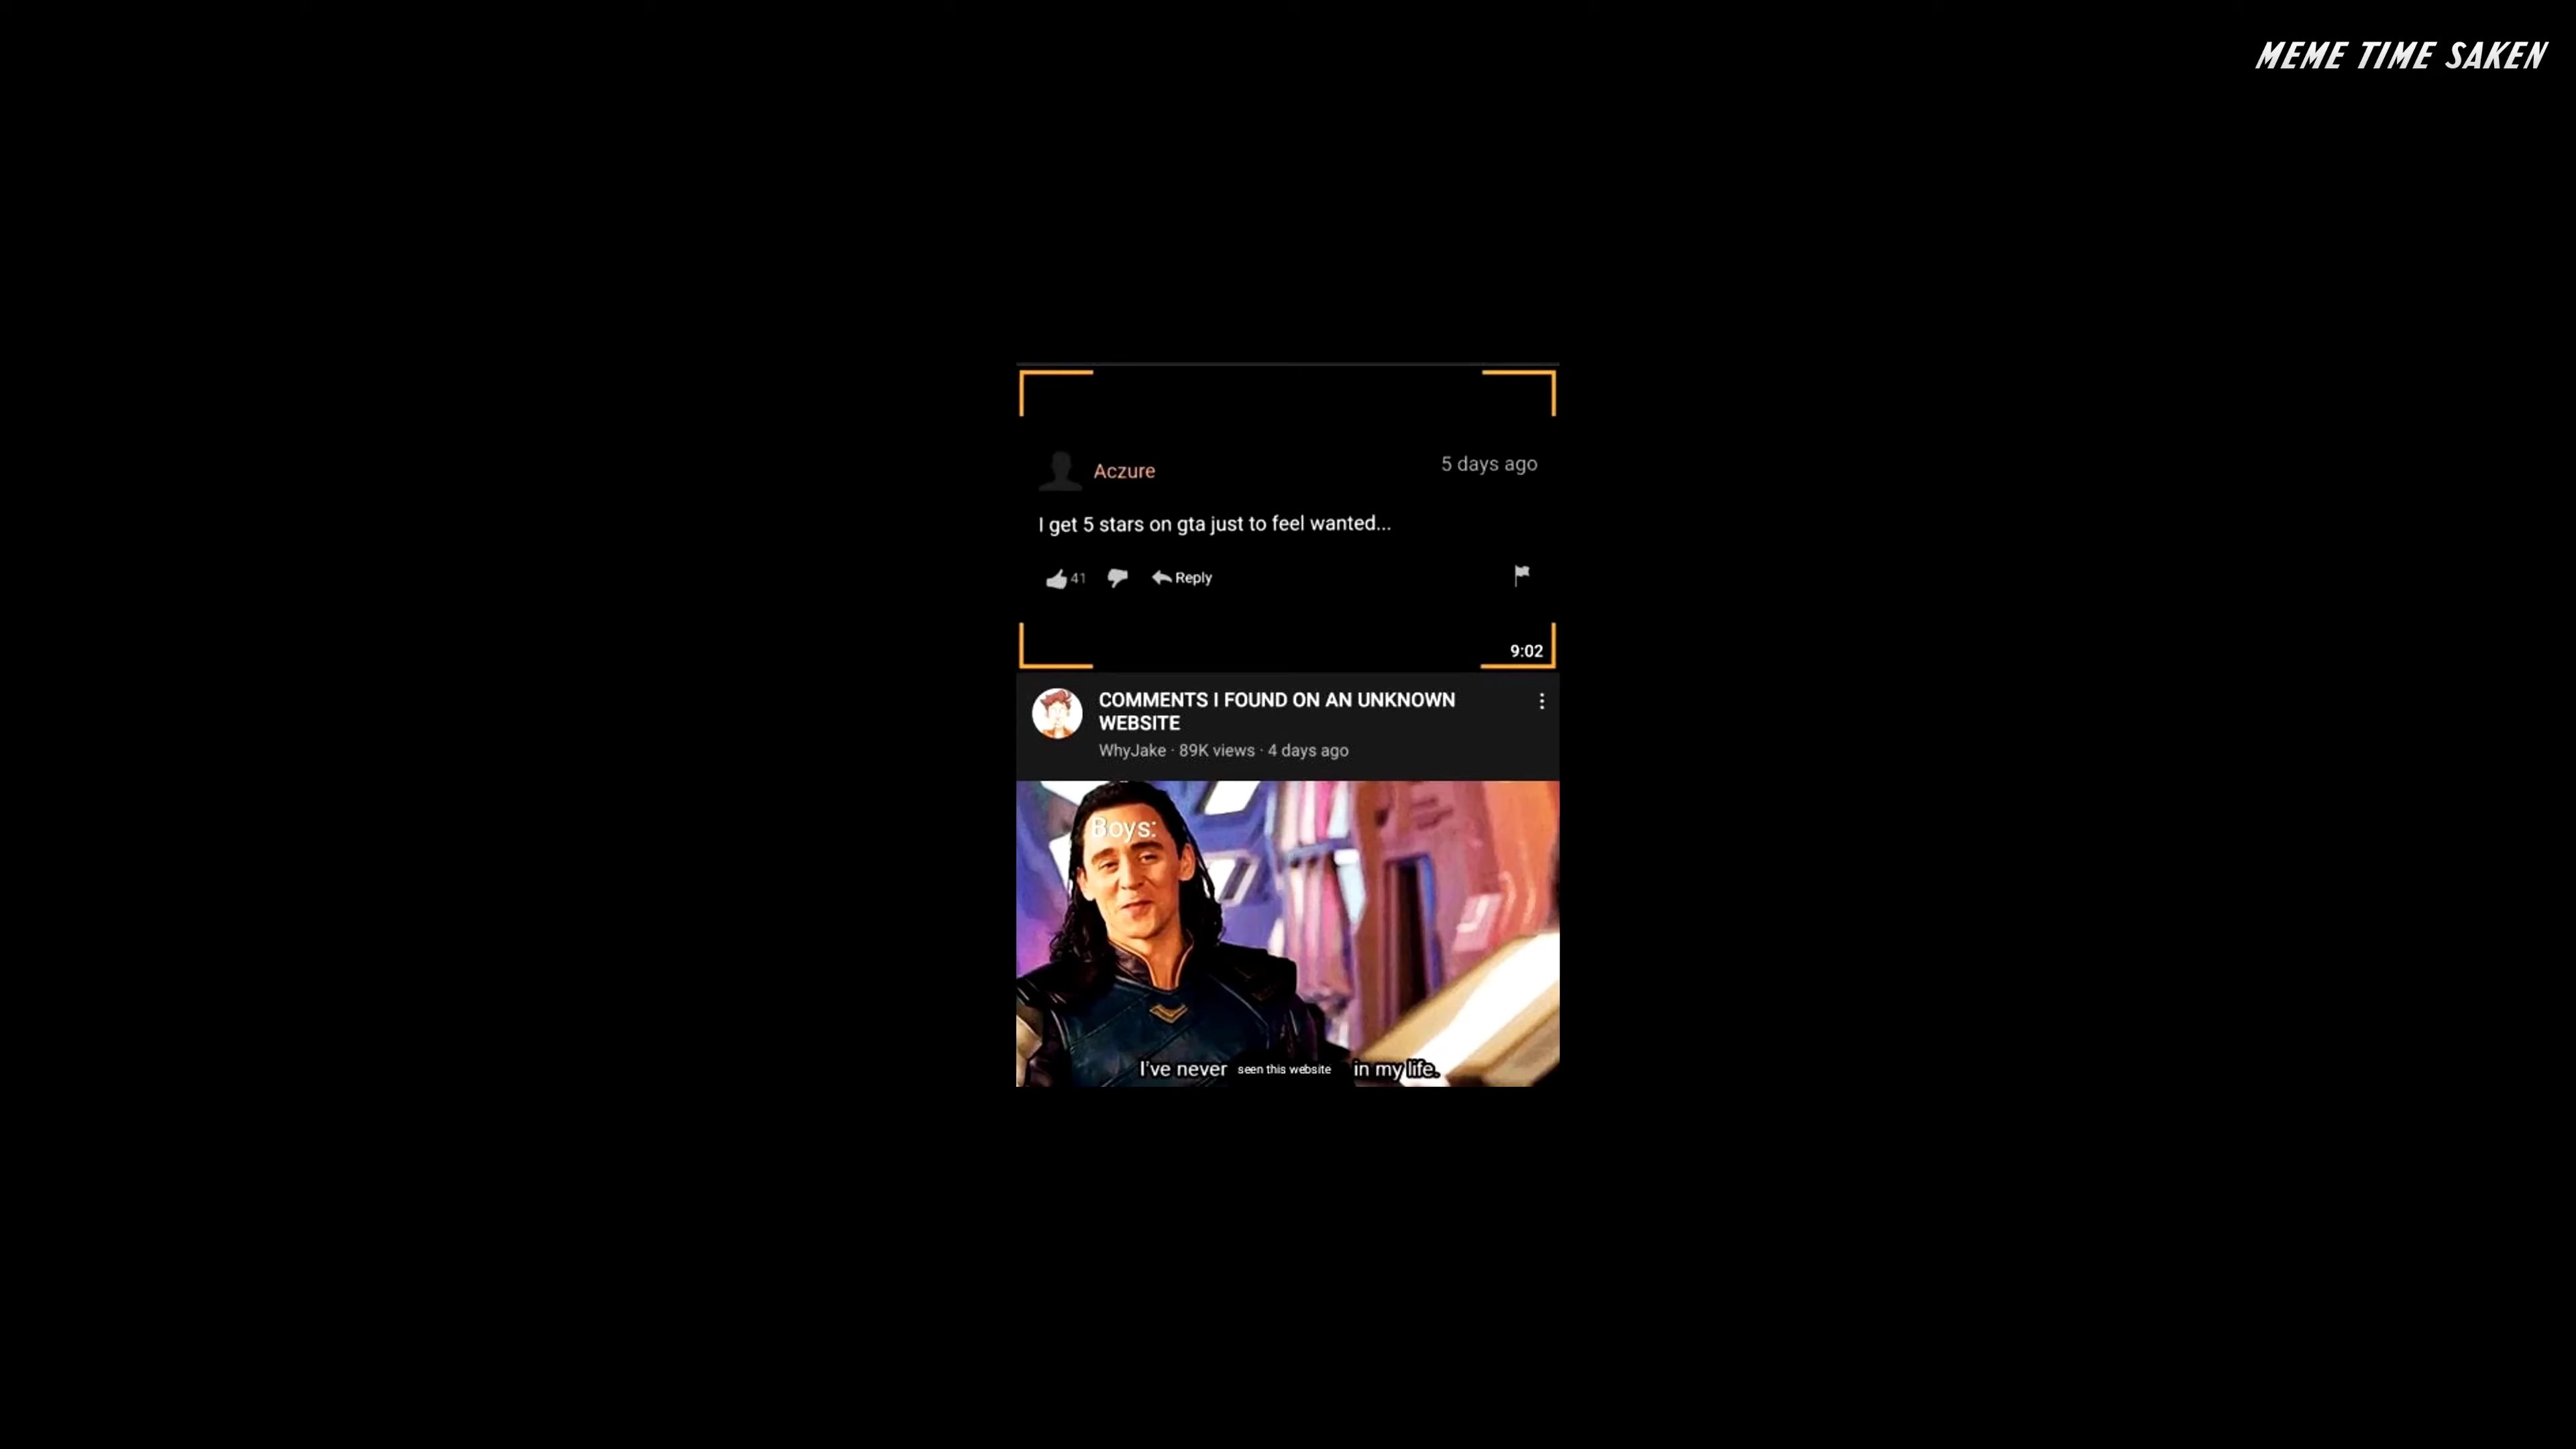 MEME TIME SAKEN
Aczure
5 days ago
I get 5 stars on gta just to feel wanted...
41
Reply
9:02
COMMENTS I FOUND ON AN UNKNOWN
WEBSITE
WhyJake · 89K views · 4 days ago
Boys:
I've never seen this website in my life.